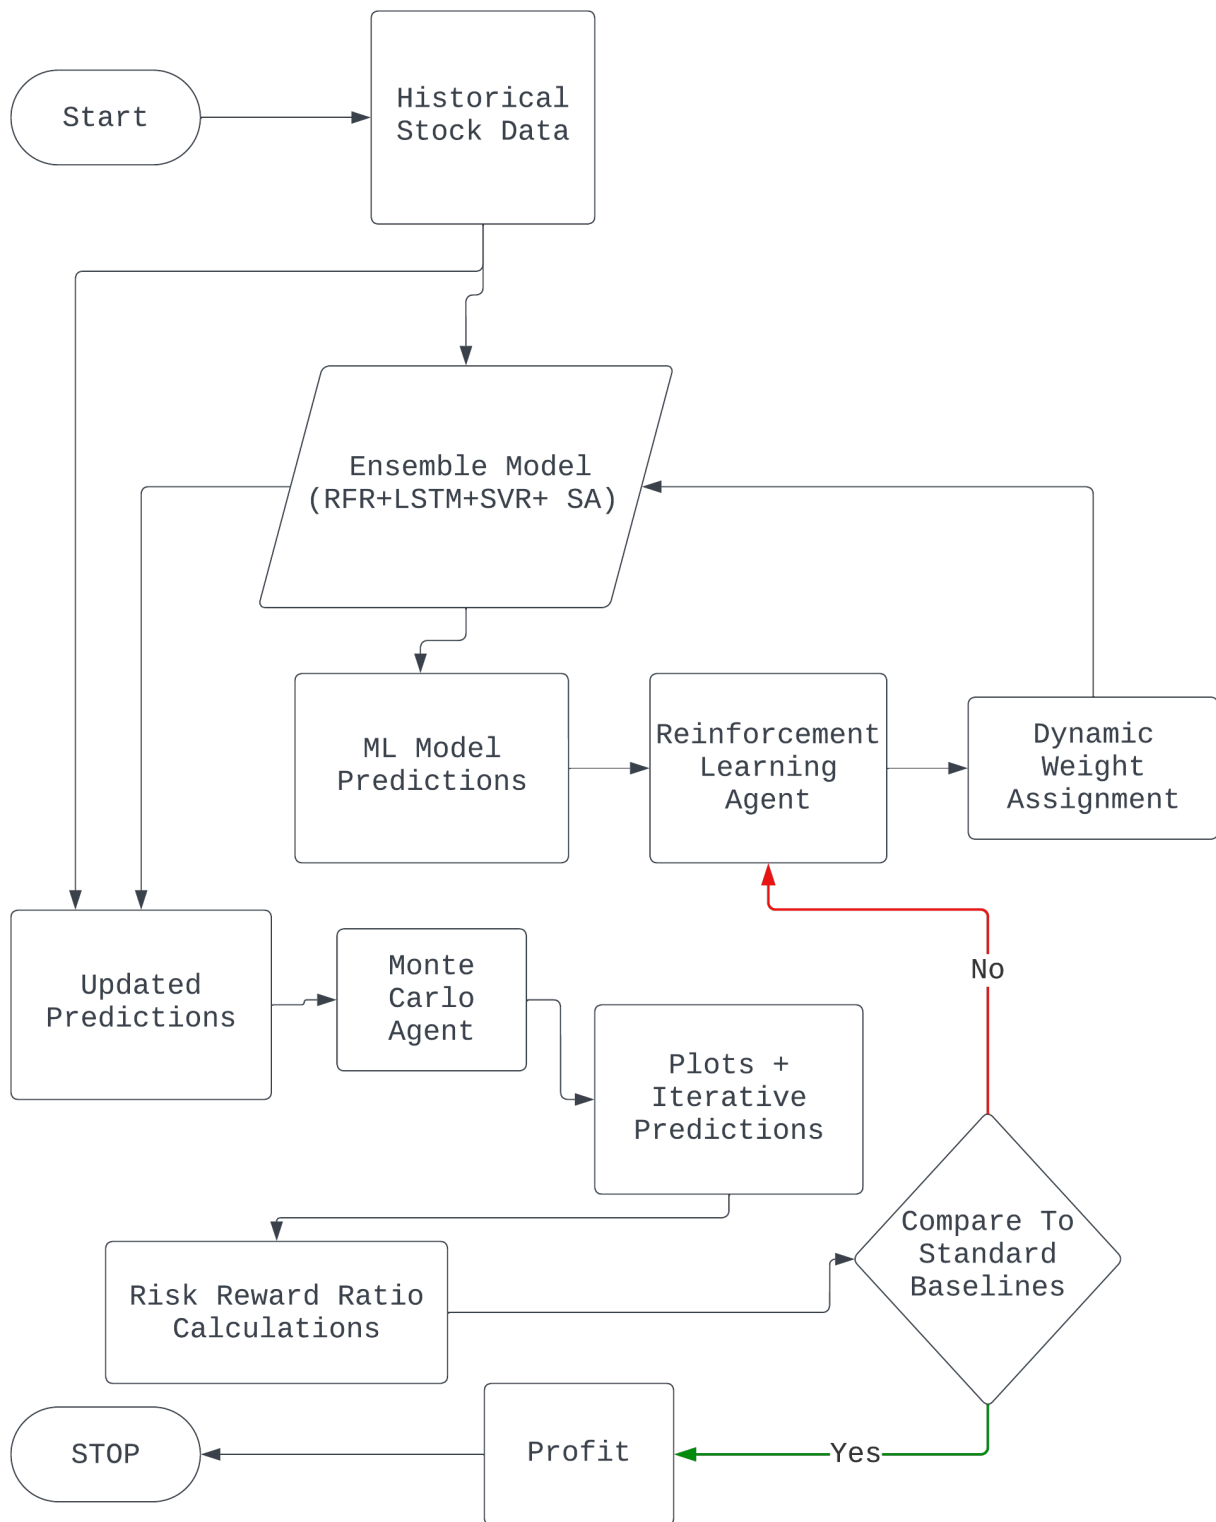 Start
Historical
Stock Data
Ensemble Model
(RFR+LSTM+SVR+ SA)
ML Model
Predictions
Reinforcement
Learning
Agent
Dynamic
Weight
Assignment
Updated
Predictions
Monte
Carlo
Agent
No
Plots +
Iterative
Predictions
Compare To
Standard
Baselines
Risk Reward Ratio
Calculations
STOP
Profit
Yes